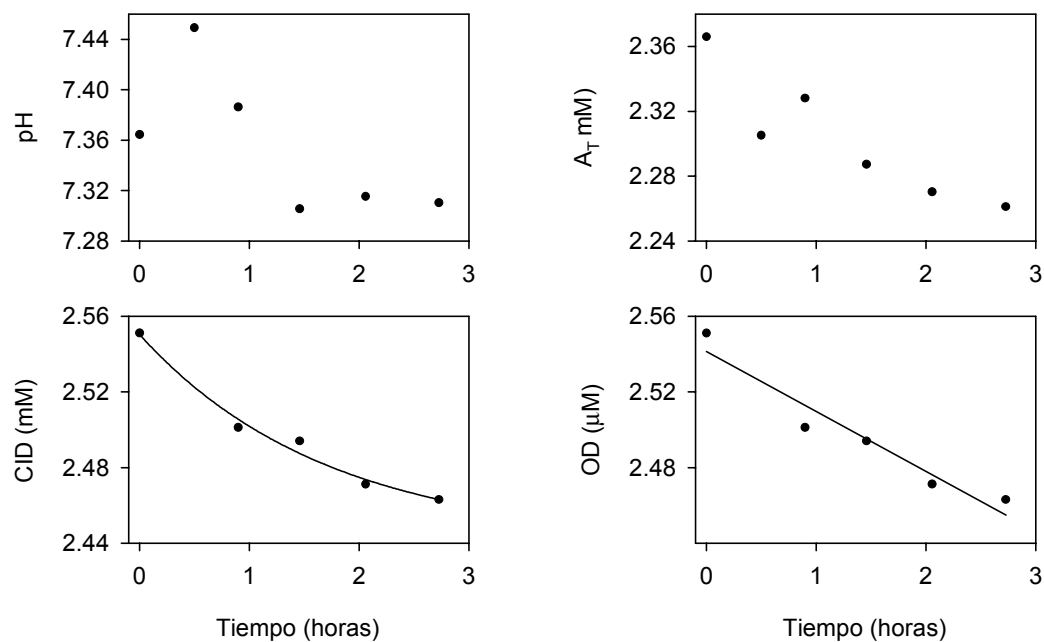 7.44
7.40
7.36
7.32
7.28
pH
0 1 2 3
2.36
2.32
2.28
2.24
A_T mM
0 1 2 3
2.56
2.52
2.48
2.44
CID (mM)
0 1 2 3
Tiempo (horas)
2.56
2.52
2.48
OD (μM)
0 1 2 3
Tiempo (horas)